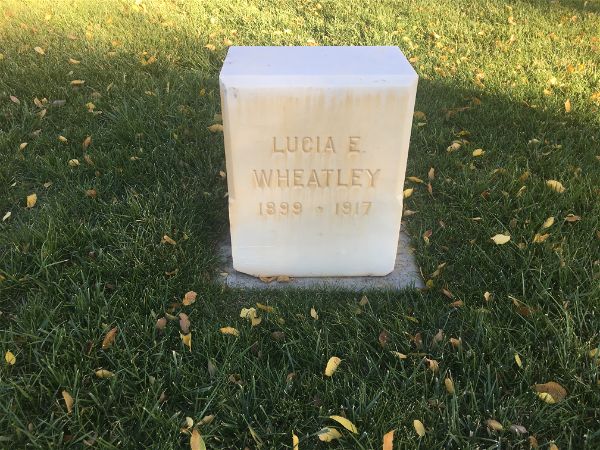 LUCIA E.
WHEATLEY
1899 - 1917